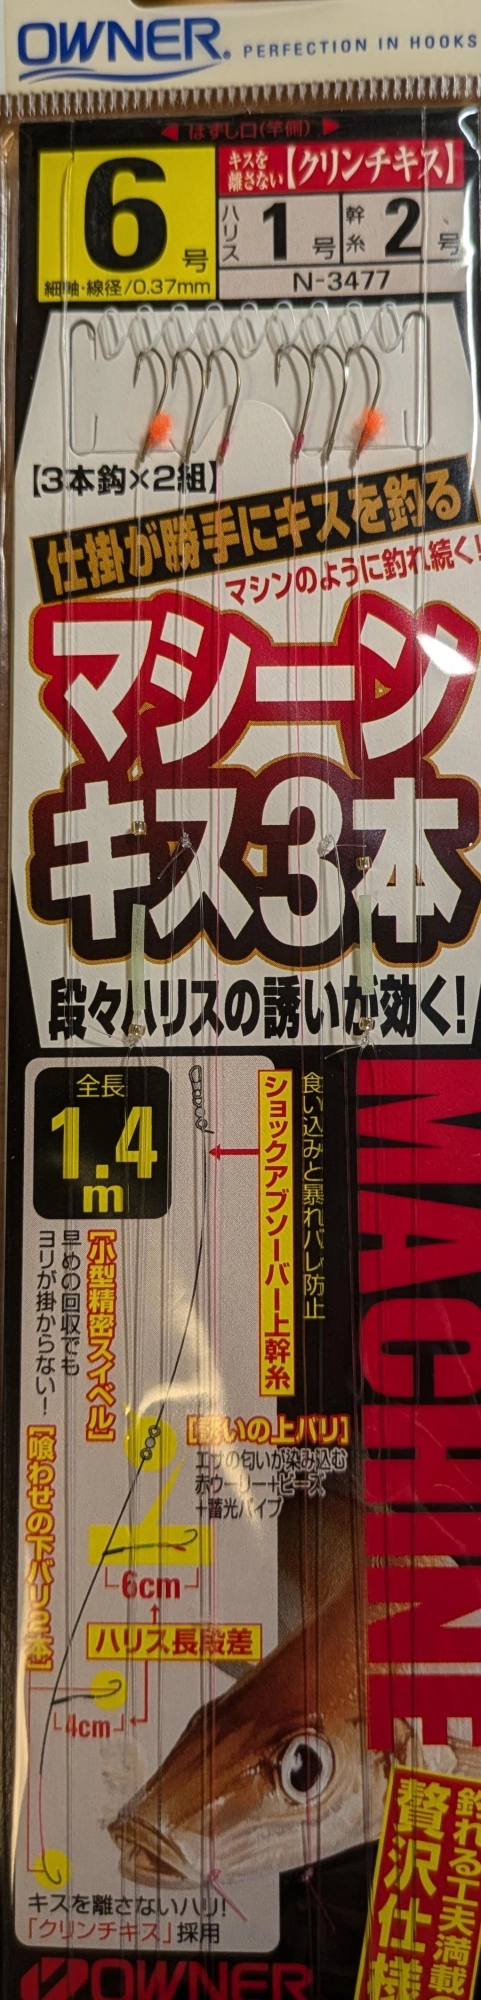 OWNER®
PERFECTION IN HOOKS
◀ はずし口(竿側) ▶
6号
細軸・線径/0.37mm
キスを離さない【クリンチキス】
ハリス 1号
幹糸 2号
N-3477
【3本鈎×2組】
仕掛が勝手にキスを釣る
マシンのように釣れ続く!
マシーン
キス3本
段々ハリスの誘いが効く!
全長
1.4m
ショックアブソーバー上幹糸
食い込みと暴れバレ防止
[小型精密スイベル]
早めの回収でも
ヨリが掛からない!
[誘いの上バリ]
エサの匂いが染み込む
赤ウーリー+ビーズ
+蓄光パイプ
6cm
ハリス長段差
4cm
[喰わせの下バリ2本]
キスを離さないハリ!
「クリンチキス」採用
MACHINE
釣れる工夫満載の
贅沢仕様
OWNER